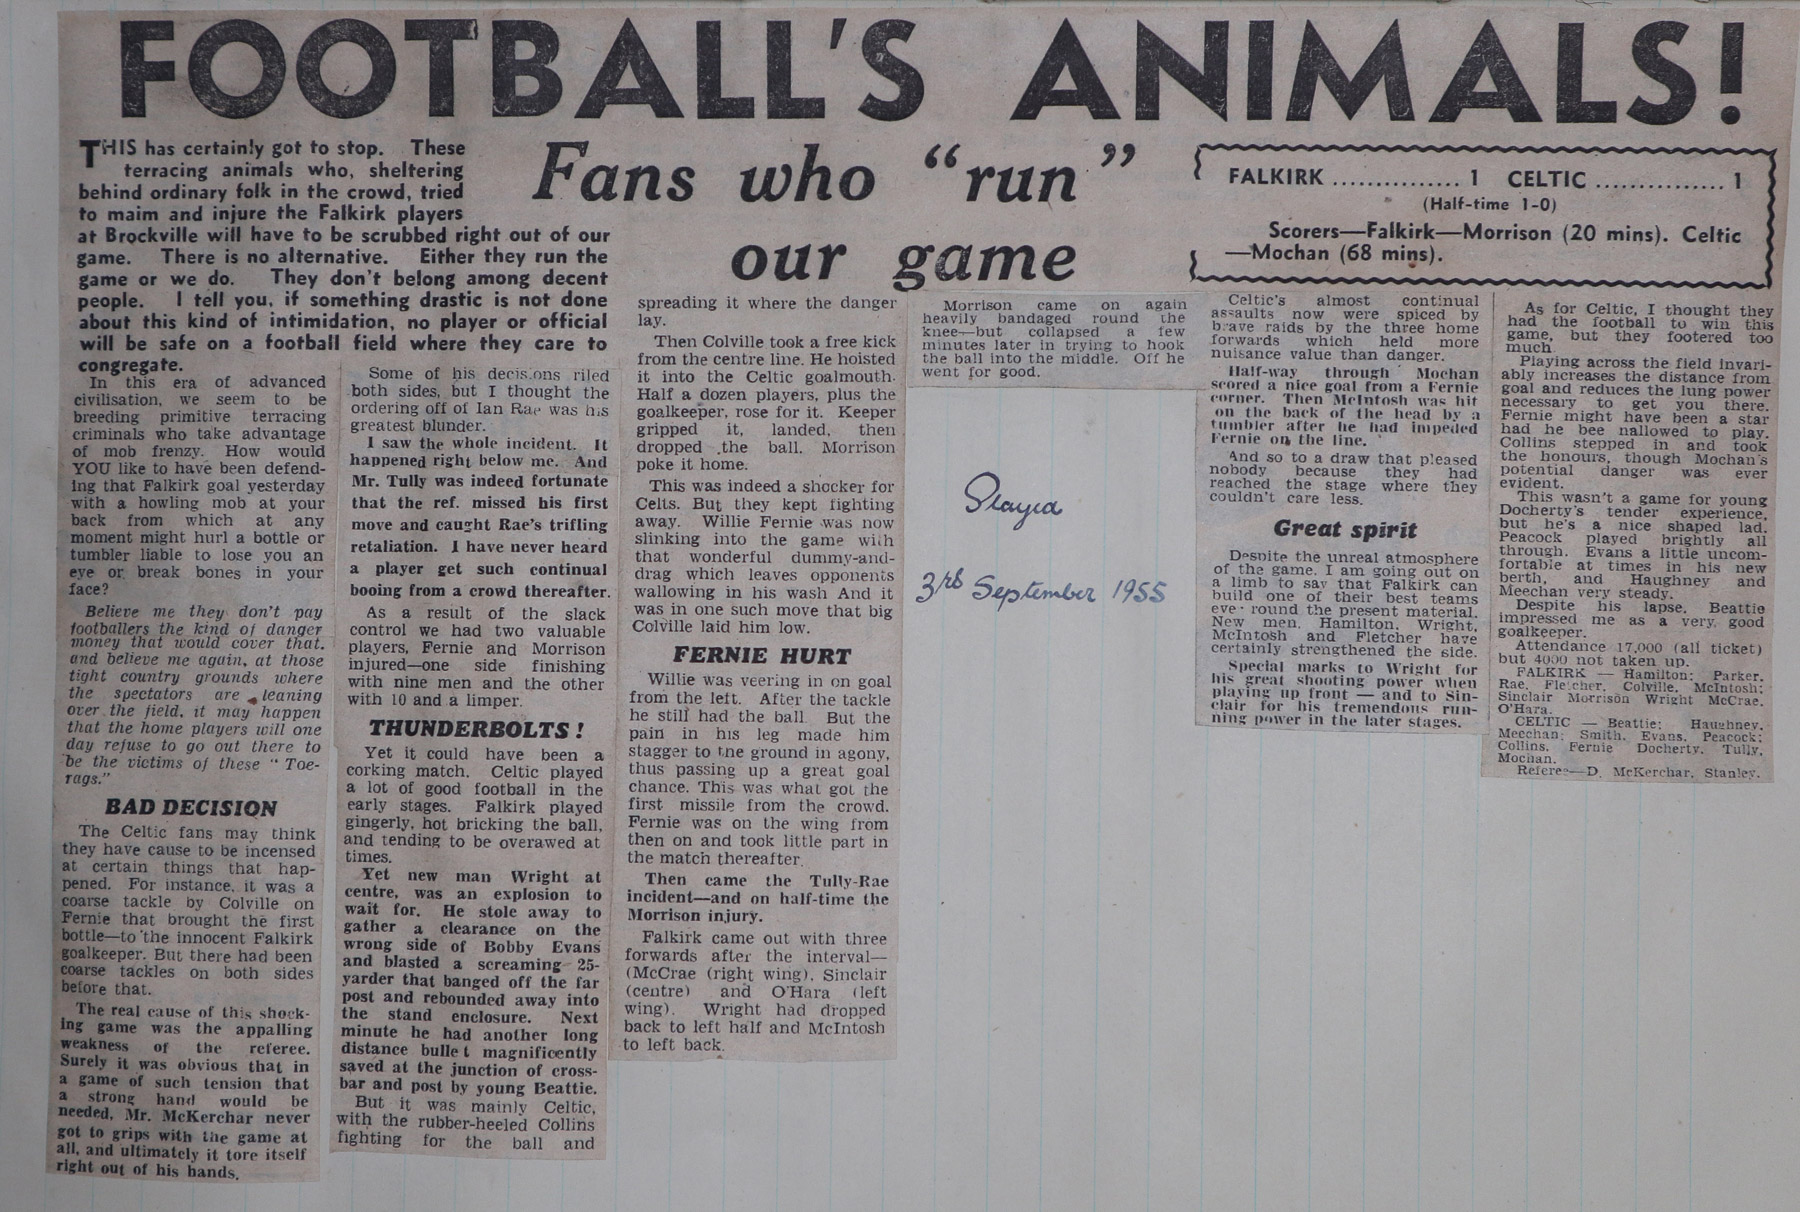 FOOTBALL'S ANIMALS!
THIS has certainly got to stop. These
terracing animals who, sheltering
behind ordinary folk in the crowd, tried
to maim and injure the Falkirk players
at Brockville will have to be scrubbed right out of our
game. There is no alternative. Either they run the
game or we do. They don't belong among decent
people. I tell you, if something drastic is not done
about this kind of intimidation, no player or official
will be safe on a football field where they care to
congregate.
Fans who "run"
our game
FALKIRK ............... 1 CELTIC ............... 1
(Half-time 1-0)
Scorers—Falkirk—Morrison (20 mins). Celtic
—Mochan (68 mins).
In this era of advanced
civilisation, we seem to be
breeding primitive terracing
criminals who take advantage
of mob frenzy. How would
YOU like to have been defend-
ing that Falkirk goal yesterday
with a howling mob at your
back from which at any
moment might hurl a bottle or
tumbler liable to lose you an
eye or break bones in your
face?
Believe me they don't pay
footballers the kind of danger
money that would cover that.
and believe me again, at those
tight country grounds where
the spectators are leaning
over the field, it may happen
that the home players will one
day refuse to go out there to
be the victims of these " Toe-
rags."
BAD DECISION
The Celtic fans may think
they have cause to be incensed
at certain things that hap-
pened. For instance, it was a
coarse tackle by Colville on
Fernie that brought the first
bottle—to the innocent Falkirk
goalkeeper. But there had been
coarse tackles on both sides
before that.
The real cause of this shock-
ing game was the appalling
weakness of the referee.
Surely it was obvious that in
a game of such tension that
a strong hand would be
needed, Mr. McKerchar never
got to grips with the game at
all, and ultimately it tore itself
right out of his hands.
Some of his decisions riled
both sides, but I thought the
ordering off of Ian Rae was his
greatest blunder.
I saw the whole incident. It
happened right below me. And
Mr. Tully was indeed fortunate
that the ref. missed his first
move and caught Rae's trifling
retaliation. I have never heard
a player get such continual
booing from a crowd thereafter.
As a result of the slack
control we had two valuable
players, Fernie and Morrison
injured—one side finishing
with nine men and the other
with 10 and a limper.
THUNDERBOLTS!
Yet it could have been a
corking match. Celtic played
a lot of good football in the
early stages. Falkirk played
gingerly, hot bricking the ball,
and tending to be overawed at
times.
Yet new man Wright at
centre, was an explosion to
wait for. He stole away to
gather a clearance on the
wrong side of Bobby Evans
and blasted a screaming 25-
yarder that banged off the far
post and rebounded away into
the stand enclosure. Next
minute he had another long
distance bullet magnificently
saved at the junction of cross-
bar and post by young Beattie.
But it was mainly Celtic,
with the rubber-heeled Collins
fighting for the ball and
spreading it where the danger
lay.
Then Colville took a free kick
from the centre line. He hoisted
it into the Celtic goalmouth.
Half a dozen players, plus the
goalkeeper, rose for it. Keeper
gripped it, landed, then
dropped the ball. Morrison
poke it home.
This was indeed a shocker for
Celts. But they kept fighting
away. Willie Fernie was now
slinking into the game with
that wonderful dummy-and-
drag which leaves opponents
wallowing in his wash And it
was in one such move that big
Colville laid him low.
FERNIE HURT
Willie was veering in on goal
from the left. After the tackle
he still had the ball. But the
pain in his leg made him
stagger to the ground in agony,
thus passing up a great goal
chance. This was what got the
first missile from the crowd.
Fernie was on the wing from
then on and took little part in
the match thereafter.
Then came the Tully-Rae
incident—and on half-time the
Morrison injury.
Falkirk came out with three
forwards after the interval—
(McCrae (right wing), Sinclair
(centre) and O'Hara (left
wing). Wright had dropped
back to left half and McIntosh
to left back.
Morrison came on again
heavily bandaged round the
knee—but collapsed a few
minutes later in trying to hook
the ball into the middle. Off he
went for good.
Played
3rd September 1955
Celtic's almost continual
assaults now were spiced by
brave raids by the three home
forwards which held more
nuisance value than danger.
Half-way through Mochan
scored a nice goal from a Fernie
corner. Then McIntosh was hit
on the back of the head by a
tumbler after he had impeded
Fernie on the line.
And so to a draw that pleased
nobody because they had
reached the stage where they
couldn't care less.
Great spirit
Despite the unreal atmosphere
of the game, I am going out on
a limb to say that Falkirk can
build one of their best teams
ever round the present material.
New men, Hamilton, Wright,
McIntosh and Fletcher have
certainly strengthened the side.
Special marks to Wright for
his great shooting power when
playing up front — and to Sin-
clair for his tremendous run-
ning power in the later stages.
As for Celtic, I thought they
had the football to win this
game, but they footered too
much.
Playing across the field invari-
ably increases the distance from
goal and reduces the lung power
necessary to get you there.
Fernie might have been a star
had he bee nallowed to play.
Collins stepped in and took
the honours, though Mochan's
potential danger was ever
evident.
This wasn't a game for young
Docherty's tender experience,
but he's a nice shaped lad.
Peacock played brightly all
through. Evans a little uncom-
fortable at times in his new
berth, and Haughney and
Meechan very steady.
Despite his lapse, Beattie
impressed me as a very good
goalkeeper.
Attendance 17,000 (all ticket)
but 4000 not taken up.
FALKIRK — Hamilton; Parker,
Rae, Fletcher, Colville, McIntosh;
Sinclair Morrison Wright McCrae,
O'Hara.
CELTIC — Beattie; Haughney,
Meechan; Smith, Evans, Peacock;
Collins, Fernie Docherty, Tully,
Mochan.
Referee—D. McKerchar, Stanley.